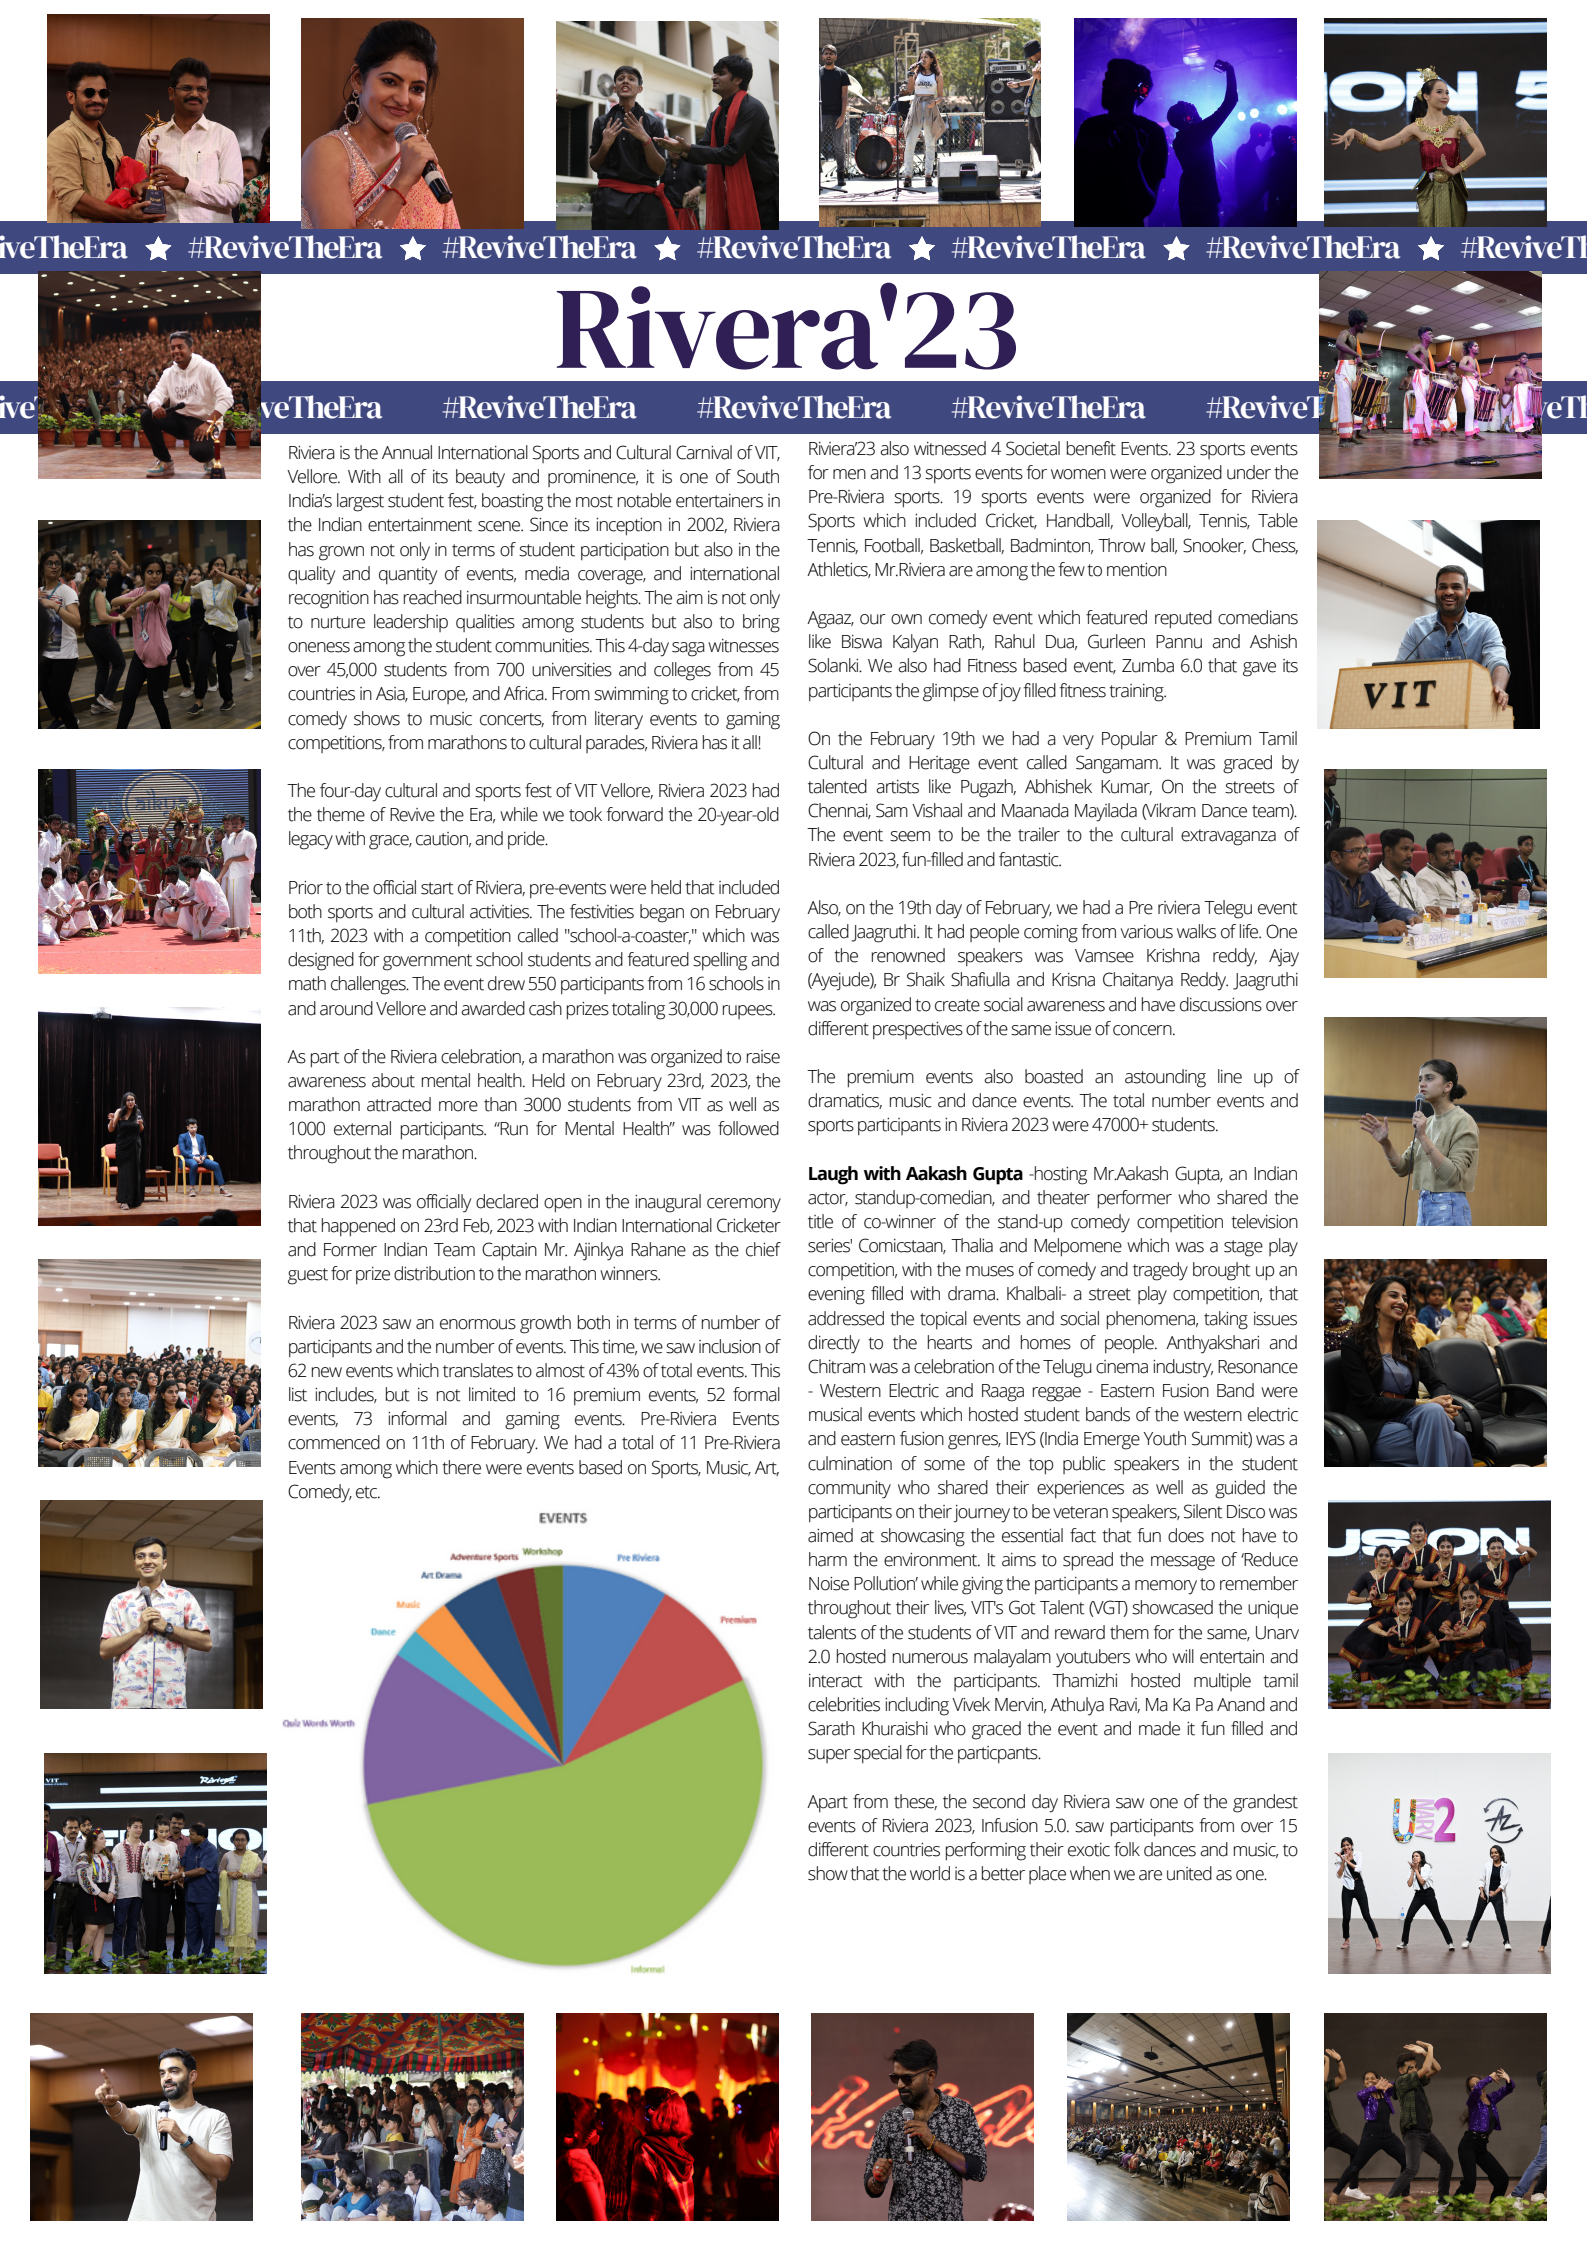 ON 5
iveTheEra #ReviveTheEra #ReviveTheEra #ReviveTheEra #ReviveTheEra #ReviveTheEra #ReviveTh
Rivera'23
ive veTheEra #ReviveTheEra #ReviveTheEra #ReviveTheEra #ReviveT eTh
Riviera is the Annual International Sports and Cultural Carnival of VIT,
Vellore. With all of its beauty and prominence, it is one of South
India's largest student fest, boasting the most notable entertainers in
the Indian entertainment scene. Since its inception in 2002, Riviera
has grown not only in terms of student participation but also in the
quality and quantity of events, media coverage, and international
recognition has reached insurmountable heights. The aim is not only
to nurture leadership qualities among students but also to bring
oneness among the student communities. This 4-day saga witnesses
over 45,000 students from 700 universities and colleges from 45
countries in Asia, Europe, and Africa. From swimming to cricket, from
comedy shows to music concerts, from literary events to gaming
competitions, from marathons to cultural parades, Riviera has it all!
The four-day cultural and sports fest of VIT Vellore, Riviera 2023 had
the theme of Revive the Era, while we took forward the 20-year-old
legacy with grace, caution, and pride.
Prior to the official start of Riviera, pre-events were held that included
both sports and cultural activities. The festivities began on February
11th, 2023 with a competition called "school-a-coaster," which was
designed for government school students and featured spelling and
math challenges. The event drew 550 participants from 16 schools in
and around Vellore and awarded cash prizes totaling 30,000 rupees.
As part of the Riviera celebration, a marathon was organized to raise
awareness about mental health. Held on February 23rd, 2023, the
marathon attracted more than 3000 students from VIT as well as
1000 external participants. “Run for Mental Health” was followed
throughout the marathon.
Riviera 2023 was officially declared open in the inaugural ceremony
that happened on 23rd Feb, 2023 with Indian International Cricketer
and Former Indian Team Captain Mr. Ajinkya Rahane as the chief
guest for prize distribution to the marathon winners.
Riviera 2023 saw an enormous growth both in terms of number of
participants and the number of events. This time, we saw inclusion of
62 new events which translates to almost of 43% of total events. This
list includes, but is not limited to 16 premium events, 52 formal
events, 73 informal and gaming events. Pre-Riviera Events
commenced on 11th of February. We had a total of 11 Pre-Riviera
Events among which there were events based on Sports, Music, Art,
Comedy, etc.
EVENTS
Workshop
Adventure Sports
Pre Riviera
Art Drama
Music
Premium
Dance
Quiz Words Worth
Informal
Riviera'23 also witnessed 4 Societal benefit Events. 23 sports events
for men and 13 sports events for women were organized under the
Pre-Riviera sports. 19 sports events were organized for Riviera
Sports which included Cricket, Handball, Volleyball, Tennis, Table
Tennis, Football, Basketball, Badminton, Throw ball, Snooker, Chess,
Athletics, Mr.Riviera are among the few to mention
Agaaz, our own comedy event which featured reputed comedians
like Biswa Kalyan Rath, Rahul Dua, Gurleen Pannu and Ashish
Solanki. We also had Fitness based event, Zumba 6.0 that gave its
participants the glimpse of joy filled fitness training.
On the February 19th we had a very Popular & Premium Tamil
Cultural and Heritage event called Sangamam. It was graced by
talented artists like Pugazh, Abhishek Kumar, On the streets of
Chennai, Sam Vishaal and Maanada Mayilada (Vikram Dance team).
The event seem to be the trailer to the cultural extravaganza of
Riviera 2023, fun-filled and fantastic.
Also, on the 19th day of February, we had a Pre riviera Telegu event
called Jaagruthi. It had people coming from various walks of life. One
of the renowned speakers was Vamsee Krishna reddy, Ajay
(Ayejude), Br Shaik Shafiulla and Krisna Chaitanya Reddy. Jaagruthi
was organized to create social awareness and have discussions over
different prespectives of the same issue of concern.
The premium events also boasted an astounding line up of
dramatics, music and dance events. The total number events and
sports participants in Riviera 2023 were 47000+ students.
Laugh with Aakash Gupta -hosting Mr.Aakash Gupta, an Indian
actor, standup-comedian, and theater performer who shared the
title of co-winner of the stand-up comedy competition television
series' Comicstaan, Thalia and Melpomene which was a stage play
competition, with the muses of comedy and tragedy brought up an
evening filled with drama. Khalbali- a street play competition, that
addressed the topical events and social phenomena, taking issues
directly to the hearts and homes of people. Anthyakshari and
Chitram was a celebration of the Telugu cinema industry, Resonance
- Western Electric and Raaga reggae - Eastern Fusion Band were
musical events which hosted student bands of the western electric
and eastern fusion genres, IEYS (India Emerge Youth Summit) was a
culmination of some of the top public speakers in the student
community who shared their experiences as well as guided the
participants on their journey to be veteran speakers, Silent Disco was
aimed at showcasing the essential fact that fun does not have to
harm the environment. It aims to spread the message of ‘Reduce
Noise Pollution’ while giving the participants a memory to remember
throughout their lives, VIT's Got Talent (VGT) showcased the unique
talents of the students of VIT and reward them for the same, Unarv
2.0 hosted numerous malayalam youtubers who will entertain and
interact with the participants. Thamizhi hosted multiple tamil
celebrities including Vivek Mervin, Athulya Ravi, Ma Ka Pa Anand and
Sarath Khuraishi who graced the event and made it fun filled and
super special for the particpants.
Apart from these, the second day Riviera saw one of the grandest
events of Riviera 2023, Infusion 5.0. saw participants from over 15
different countries performing their exotic folk dances and music, to
show that the world is a better place when we are united as one.
VIT
USION
VIT
Riviera
U2
NARV
AZ